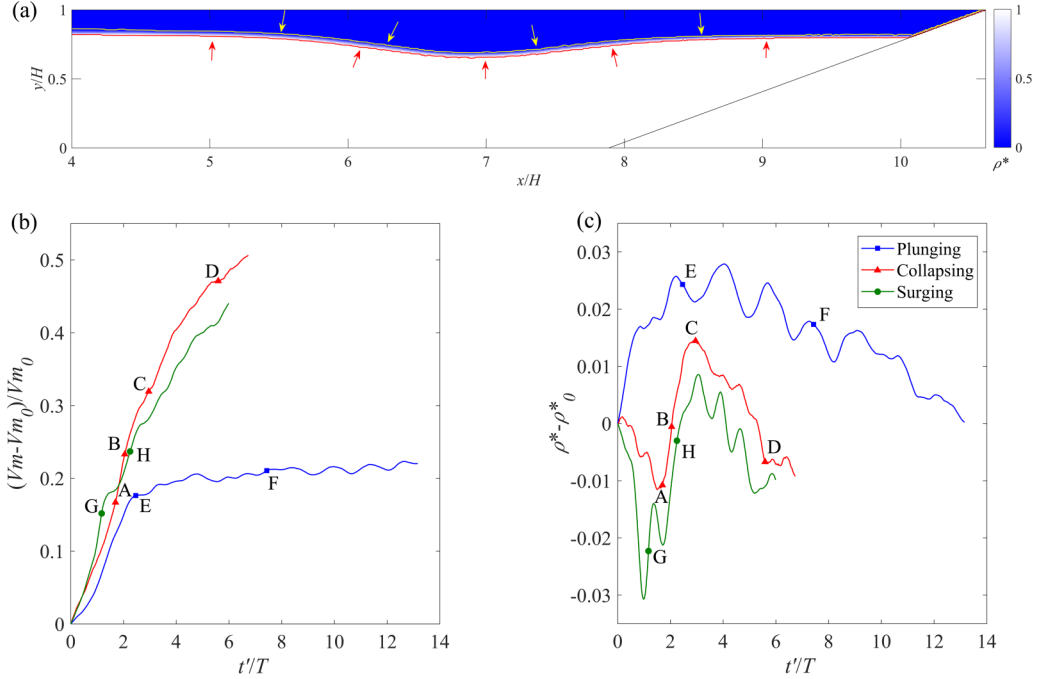 (a)
1
0.5
0
y/H
4
5
6
7
8
9
10
x/H
1
0.5
0
ρ*
(b)
0.5
0.4
0.3
0.2
0.1
0
(Vm-Vm₀)/Vm₀
0
2
4
6
8
10
12
14
t'/T
A
B
C
D
E
F
G
H
(c)
0.03
0.02
0.01
0
-0.01
-0.02
-0.03
ρ*-ρ*₀
0
2
4
6
8
10
12
14
t'/T
Plunging
Collapsing
Surging
A
B
C
D
E
F
G
H